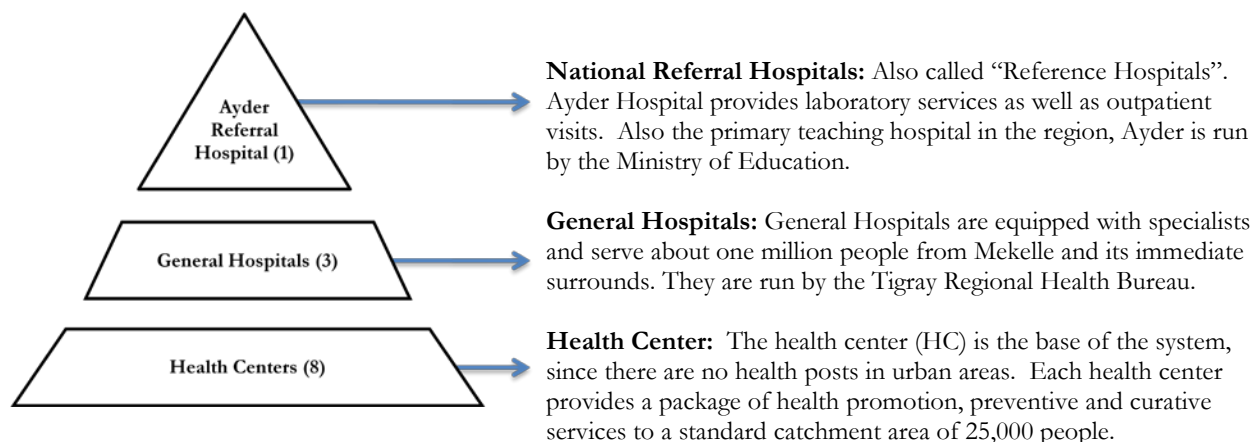 Ayder
Referral
Hospital (1)
National Referral Hospitals: Also called “Reference Hospitals”.
Ayder Hospital provides laboratory services as well as outpatient
visits. Also the primary teaching hospital in the region, Ayder is run
by the Ministry of Education.
General Hospitals (3)
General Hospitals: General Hospitals are equipped with specialists
and serve about one million people from Mekelle and its immediate
surrounds. They are run by the Tigray Regional Health Bureau.
Health Centers (8)
Health Center: The health center (HC) is the base of the system,
since there are no health posts in urban areas. Each health center
provides a package of health promotion, preventive and curative
services to a standard catchment area of 25,000 people.